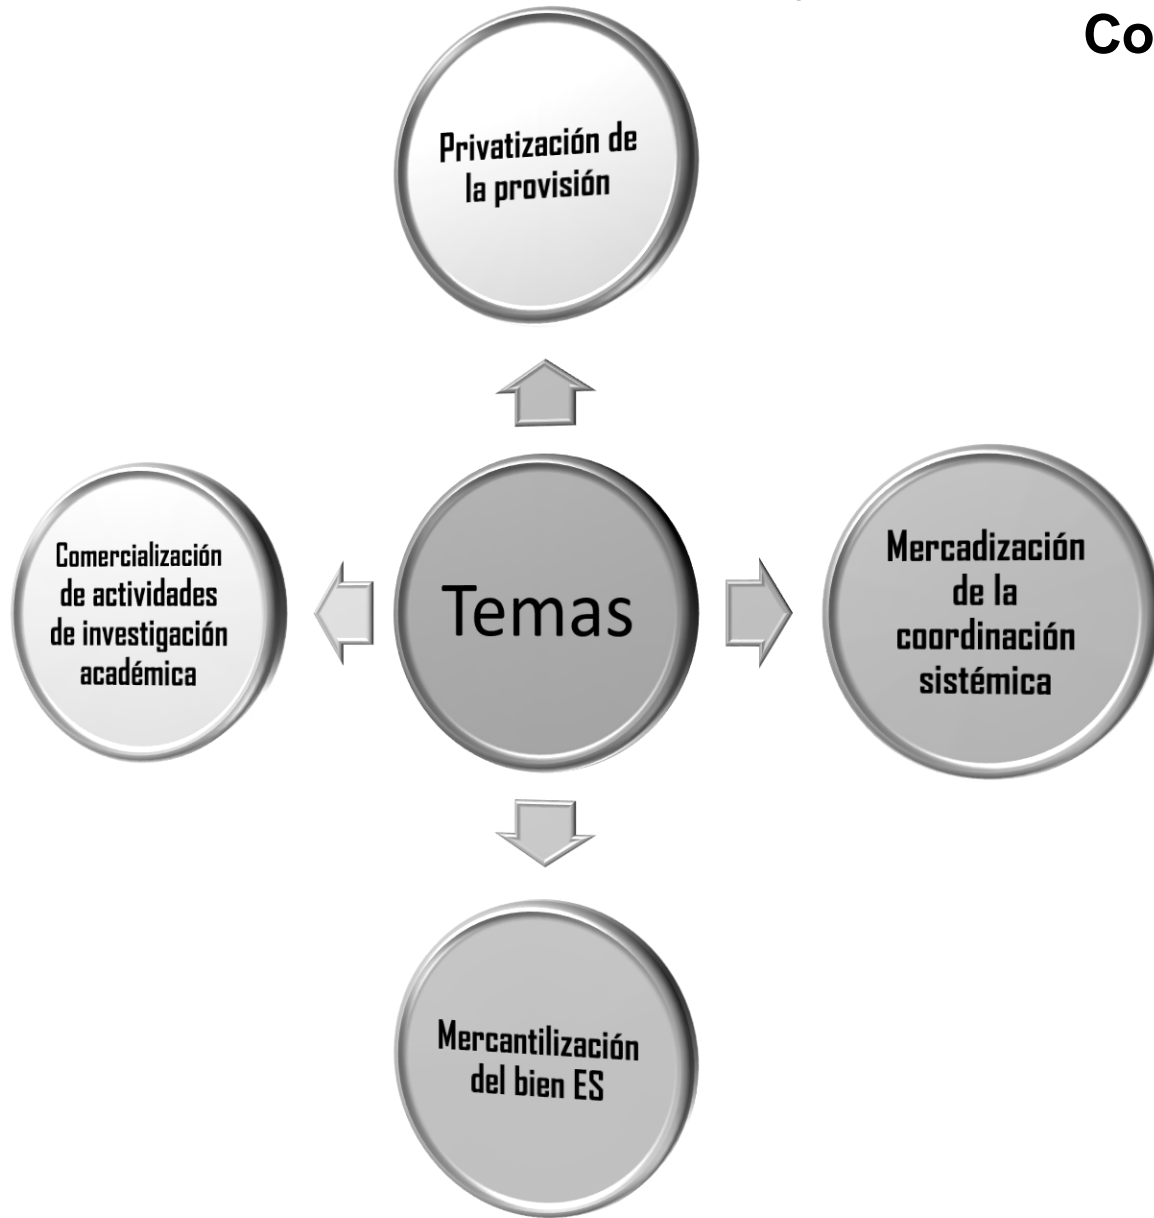 Co
Privatización de
la provisión
Comercialización
de actividades
de investigación
académica
Temas
Mercadización
de la
coordinación
sistémica
Mercantilización
del bien ES